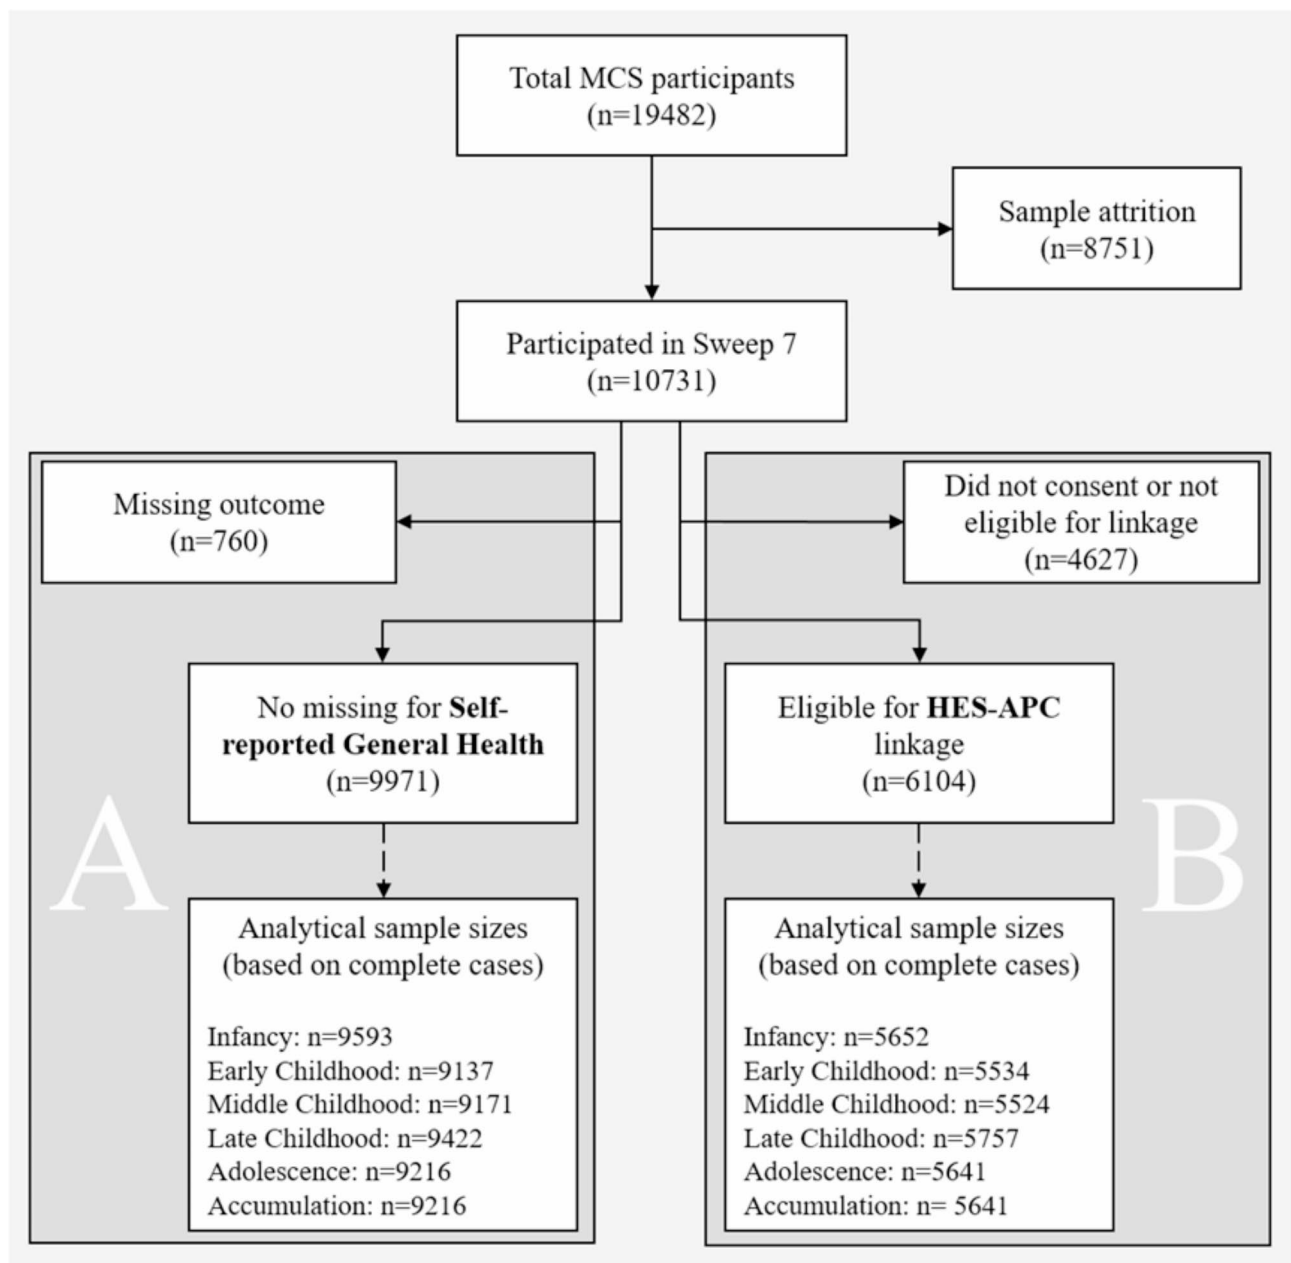 Total MCS participants
(n=19482)
Sample attrition
(n=8751)
Participated in Sweep 7
(n=10731)
Missing outcome
(n=760)
Did not consent or not
eligible for linkage
(n=4627)
No missing for Self-
reported General Health
(n=9971)
Eligible for HES-APC
linkage
(n=6104)
A
B
Analytical sample sizes
(based on complete cases)
Infancy: n=9593
Early Childhood: n=9137
Middle Childhood: n=9171
Late Childhood: n=9422
Adolescence: n=9216
Accumulation: n=9216
Analytical sample sizes
(based on complete cases)
Infancy: n=5652
Early Childhood: n=5534
Middle Childhood: n=5524
Late Childhood: n=5757
Adolescence: n=5641
Accumulation: n= 5641